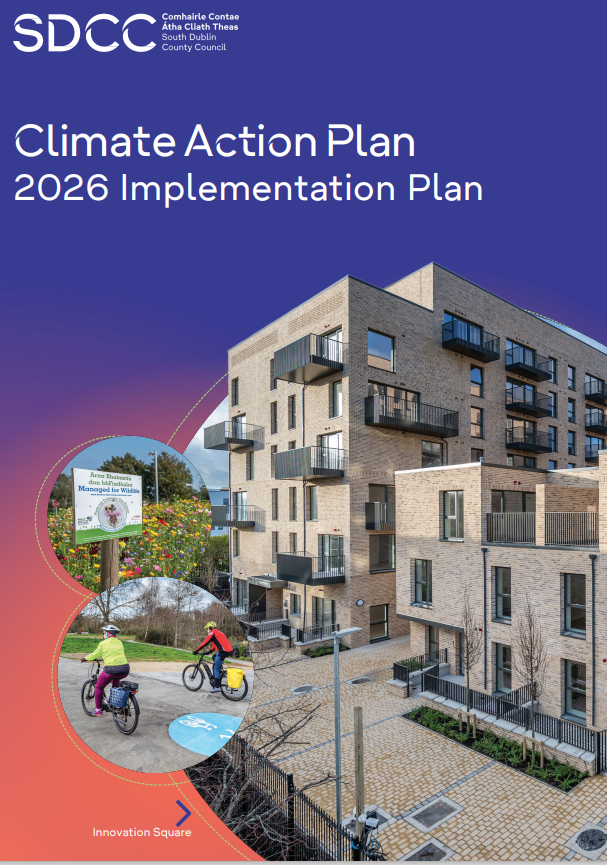 SDCC
Comhairle Contae
Átha Cliath Theas
South Dublin
County Council
Climate Action Plan
2026 Implementation Plan
Managed for Wildlife
Innovation Square